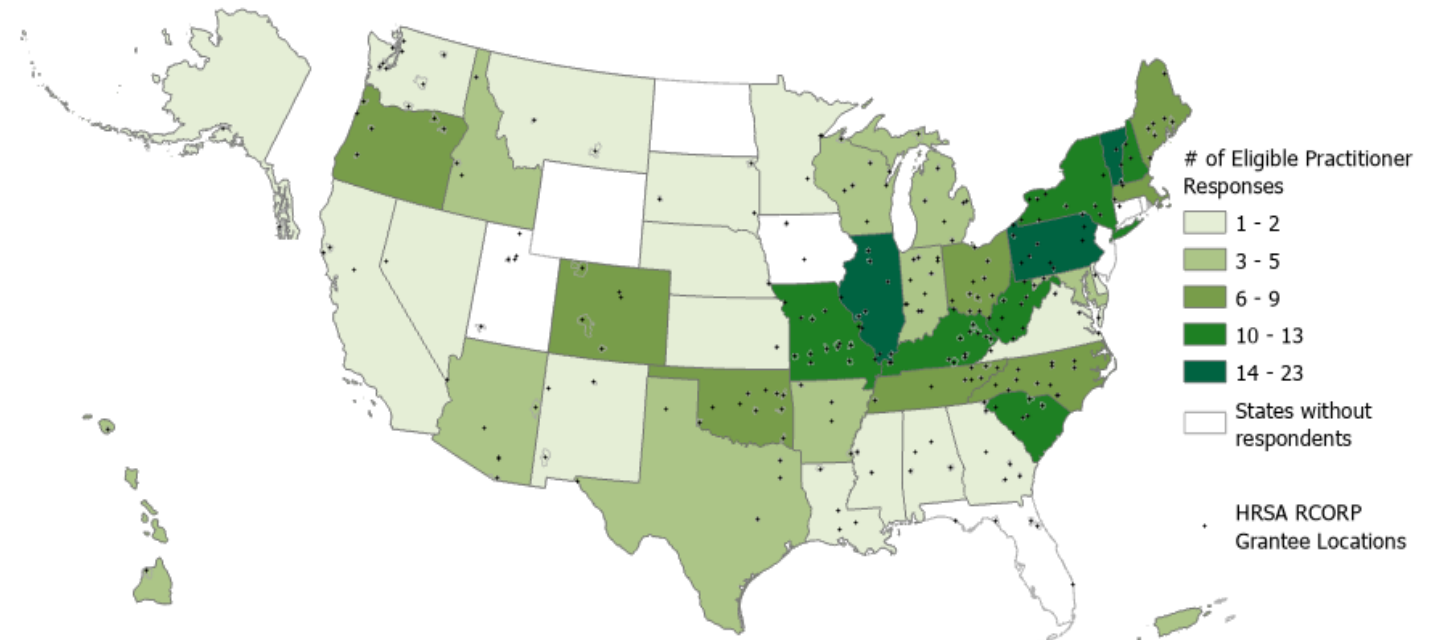 # of Eligible Practitioner
Responses
1 - 2
3 - 5
6 - 9
10 - 13
14 - 23
States without
respondents
HRSA RCORP
Grantee Locations